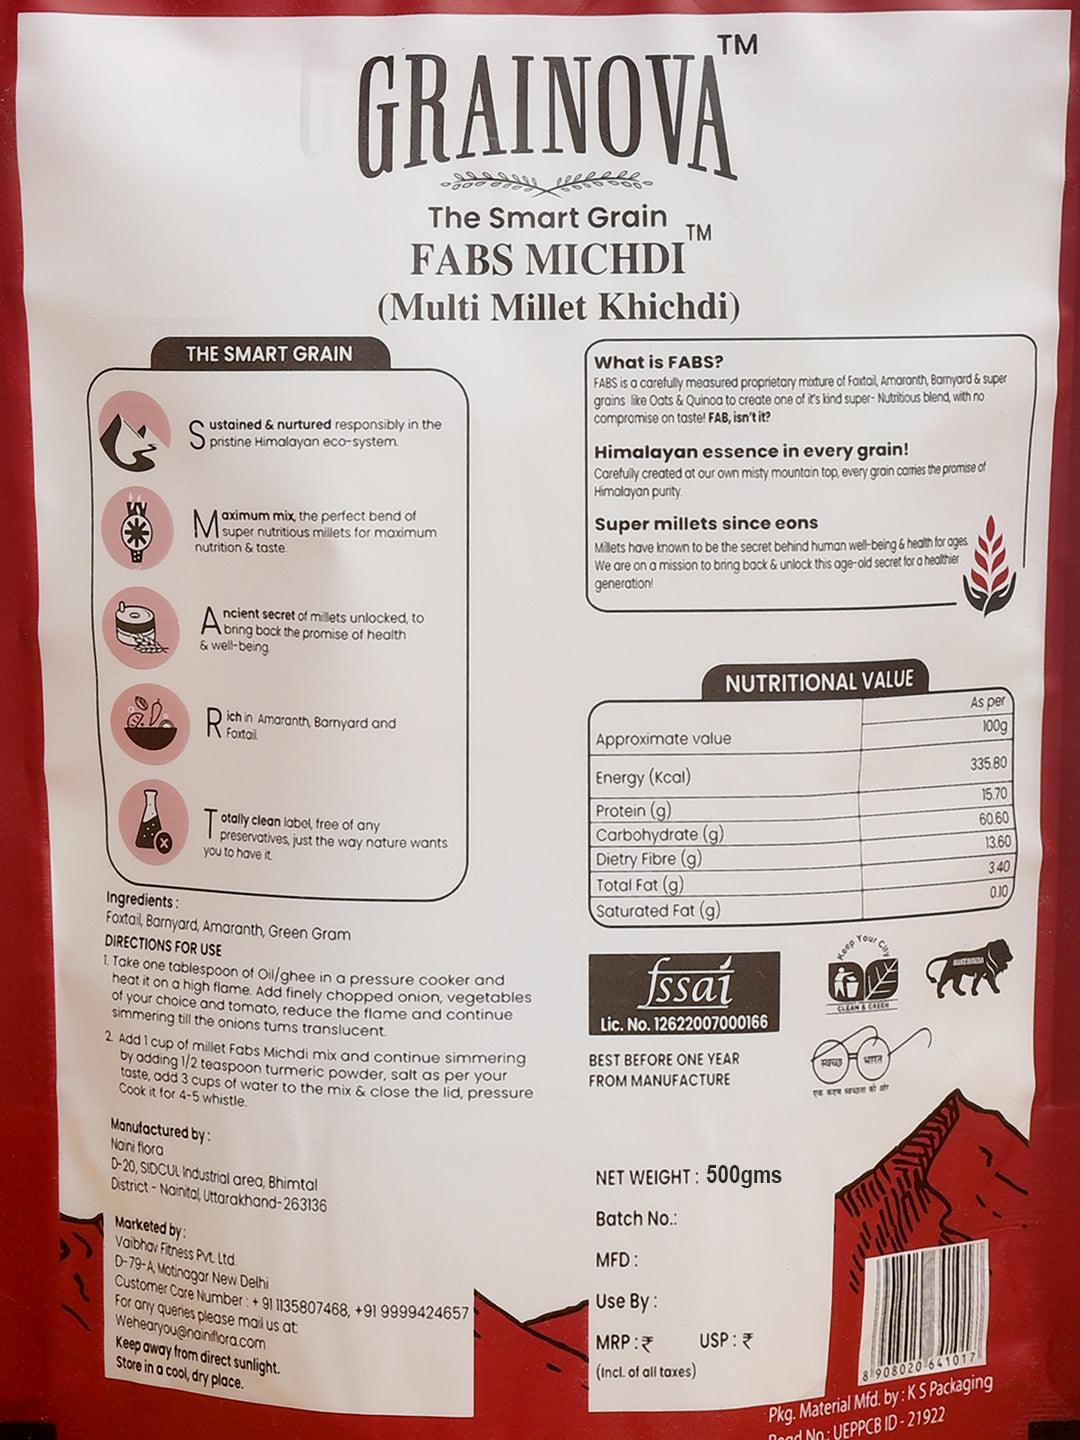 GRAINOVA™
The Smart Grain
FABS MICHDI™
(Multi Millet Khichdi)
THE SMART GRAIN
Sustained & nurtured responsibly in the
pristine Himalayan eco-system.
Maximum mix, the perfect bend of
super nutritious millets for maximum
nutrition & taste.
Ancient secret of millets unlocked, to
bring back the promise of health
& well-being.
Rich in Amaranth, Barnyard and
Foxtail.
Totally clean label, free of any
preservatives, just the way nature wants
you to have it.
Ingredients :
Foxtail, Barnyard, Amaranth, Green Gram
DIRECTIONS FOR USE
1. Take one tablespoon of Oil/ghee in a pressure cooker and
heat it on a high flame. Add finely chopped onion, vegetables
of your choice and tomato, reduce the flame and continue
simmering till the onions turns translucent.
2. Add 1 cup of millet Fabs Michdi mix and continue simmering
by adding 1/2 teaspoon turmeric powder, salt as per your
taste, add 3 cups of water to the mix & close the lid, pressure
Cook it for 4-5 whistle.
Manufactured by :
Naini flora
D-20, SIDCUL Industrial area, Bhimtal
District - Nainital, Uttarakhand-263136
Marketed by :
Vaibhav Fitness Pvt. Ltd.
D-79-A, Motinagar New Delhi
Customer Care Number : + 91 1135807468, +91 9999424657
For any queries please mail us at:
Wehearyou@nainiflora.com
Keep away from direct sunlight.
Store in a cool, dry place.
What is FABS?
FABS is a carefully measured proprietary mixture of Foxtail, Amaranth, Barnyard & super
grains like Oats & Quinoa to create one of it's kind super- Nutritious blend, with no
compromise on taste! FAB, isn't it?
Himalayan essence in every grain!
Carefully created at our own misty mountain top, every grain carries the promise of
Himalayan purity.
Super millets since eons
Millets have known to be the secret behind human well-being & health for ages.
We are on a mission to bring back & unlock this age-old secret for a healthier
generation!
NUTRITIONAL VALUE
Approximate value As per 100g
Energy (Kcal) 335.80
Protein (g) 15.70
Carbohydrate (g) 60.60
Dietry Fibre (g) 13.60
Total Fat (g) 3.40
Saturated Fat (g) 0.10
fssai
Lic. No. 12622007000166
Keep Your City
CLEAN & GREEN
MAKE IN INDIA
BEST BEFORE ONE YEAR
FROM MANUFACTURE
स्वच्छ भारत
एक कदम स्वच्छता की ओर
NET WEIGHT : 500gms
Batch No.:
MFD :
Use By :
MRP : ₹ USP : ₹
(Incl. of all taxes)
8 908020 641017
Pkg. Material Mfd. by : K S Packaging
No.: UEPPCB ID - 21922